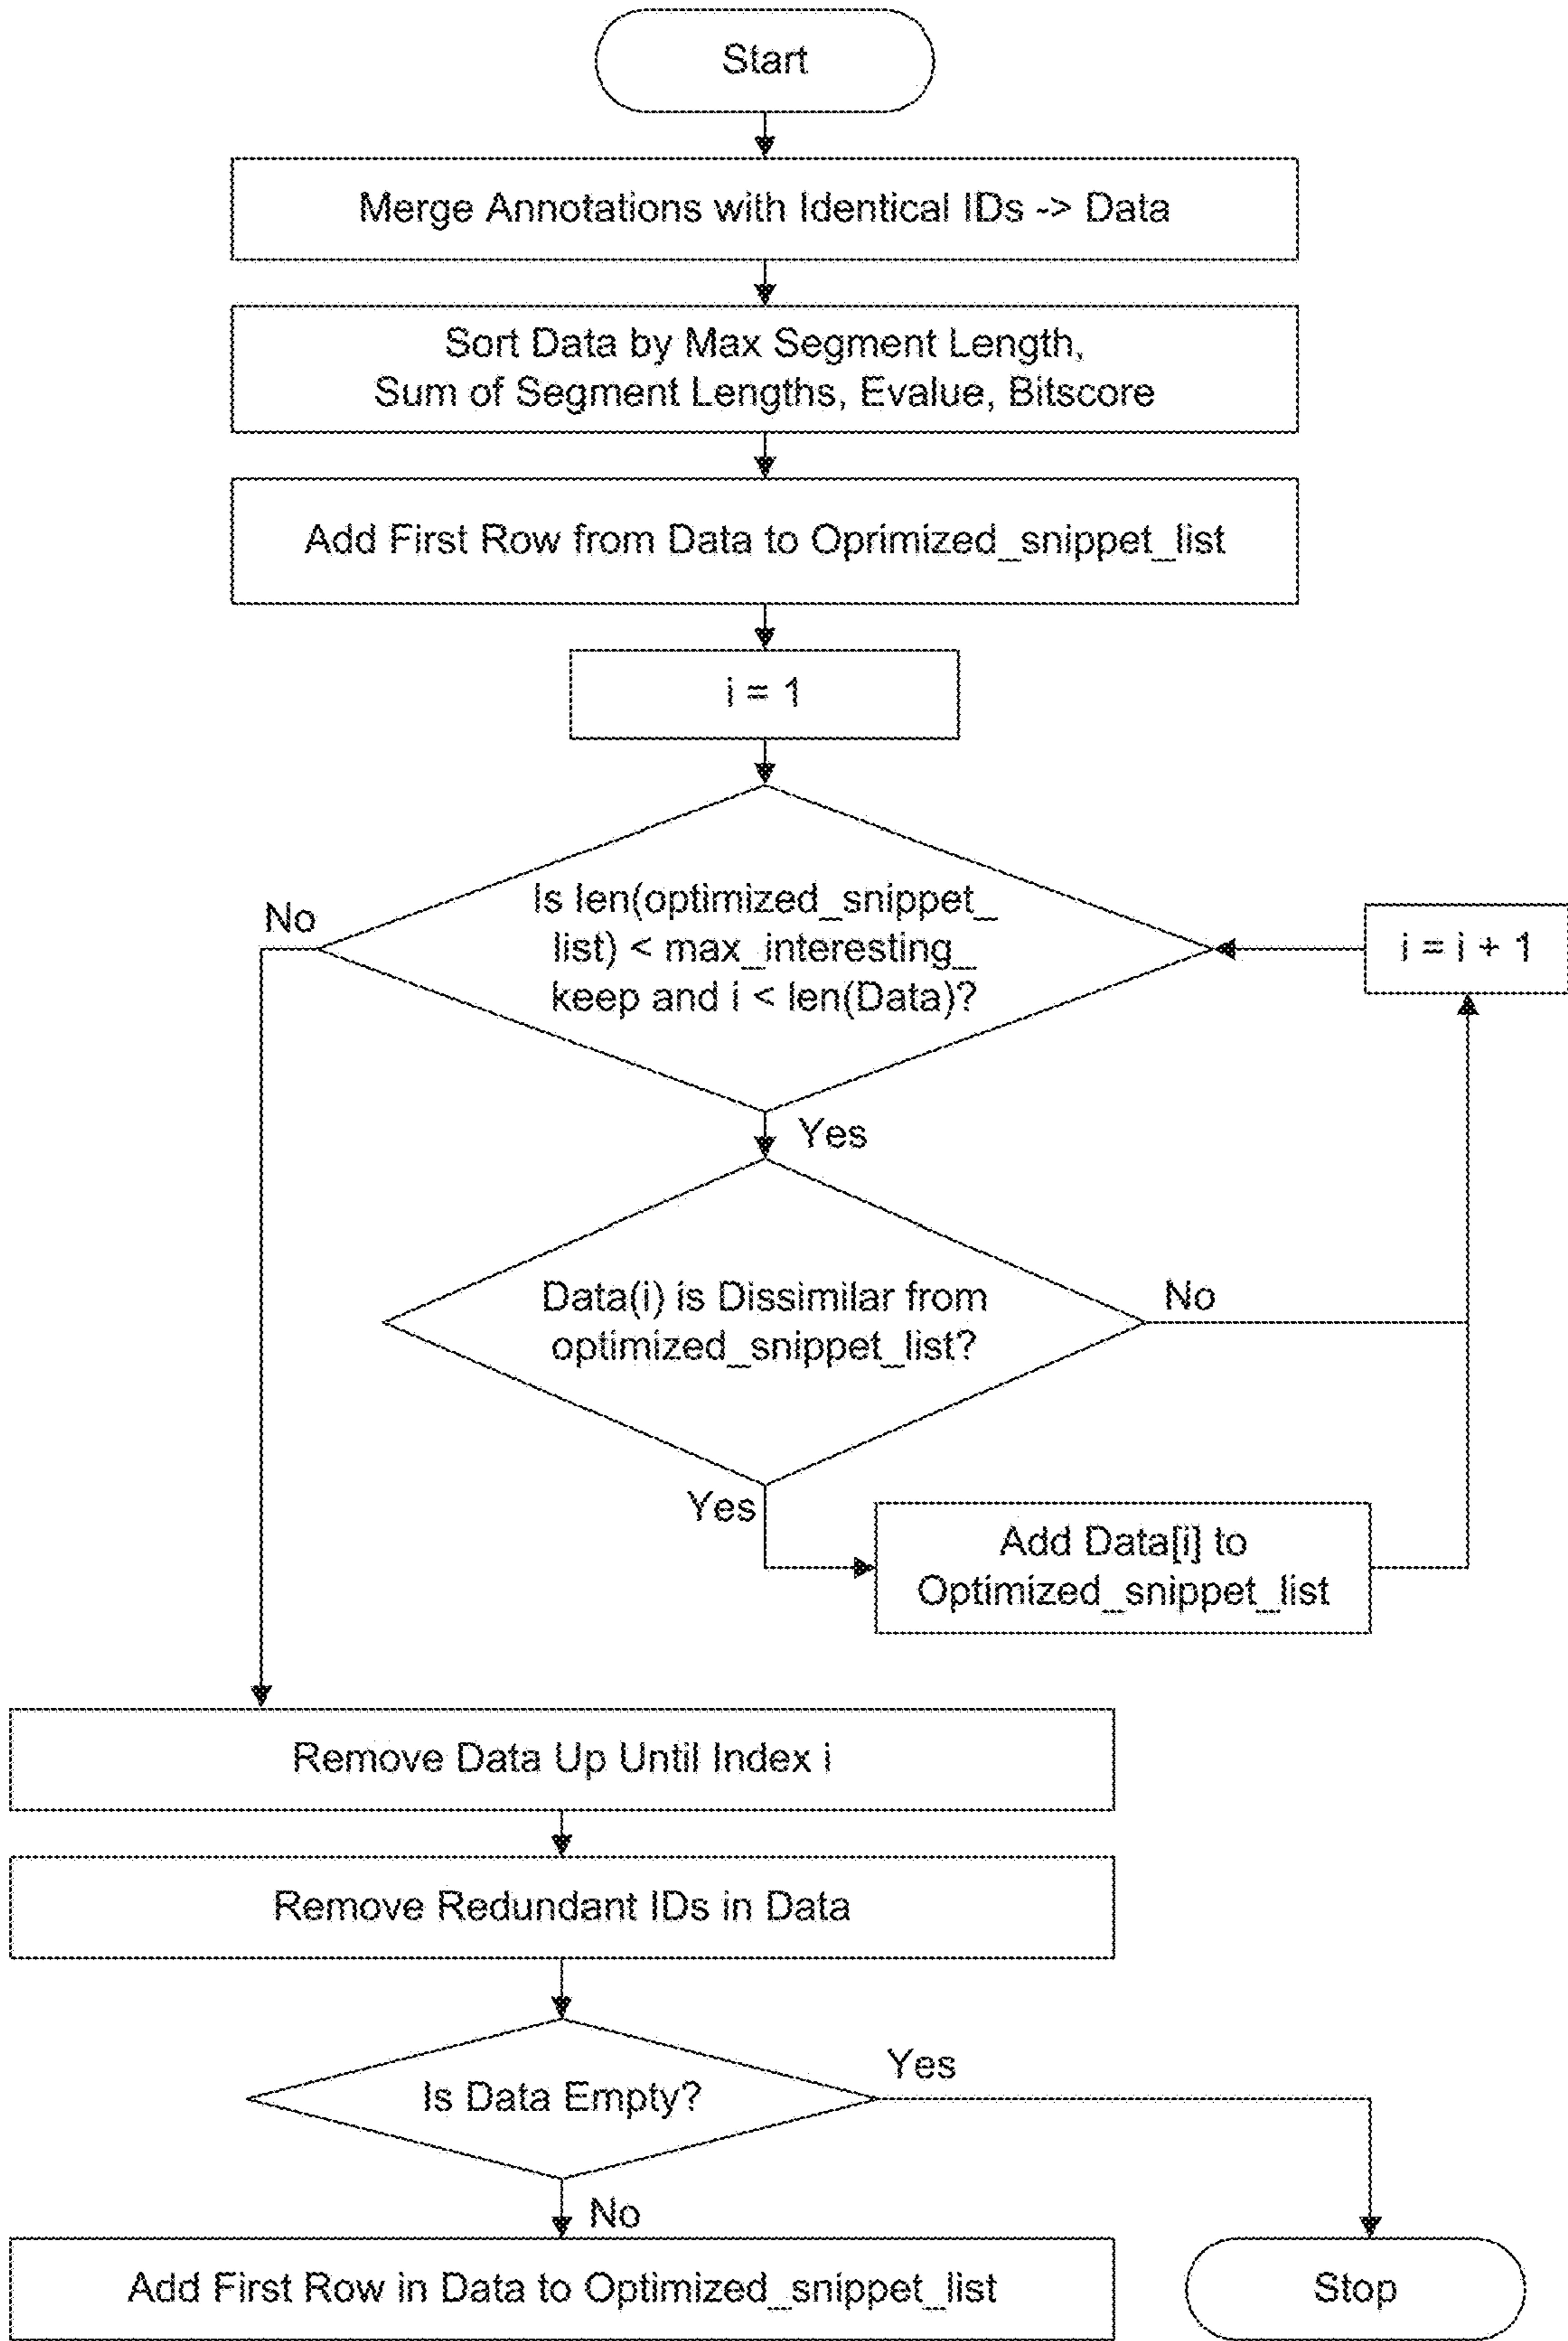 Start
Merge Annotations with Identical IDs -> Data
Sort Data by Max Segment Length,
Sum of Segment Lengths, Evalue, Bitscore
Add First Row from Data to Oprimized_snippet_list
i = 1
Is len(optimized_snippet_
list) < max_interesting_
keep and i < len(Data)?
No
i = i + 1
Yes
Data(i) is Dissimilar from
optimized_snippet_list?
No
Yes
Add Data[i] to
Optimized_snippet_list
Remove Data Up Until Index i
Remove Redundant IDs in Data
Is Data Empty?
Yes
No
Add First Row in Data to Optimized_snippet_list
Stop